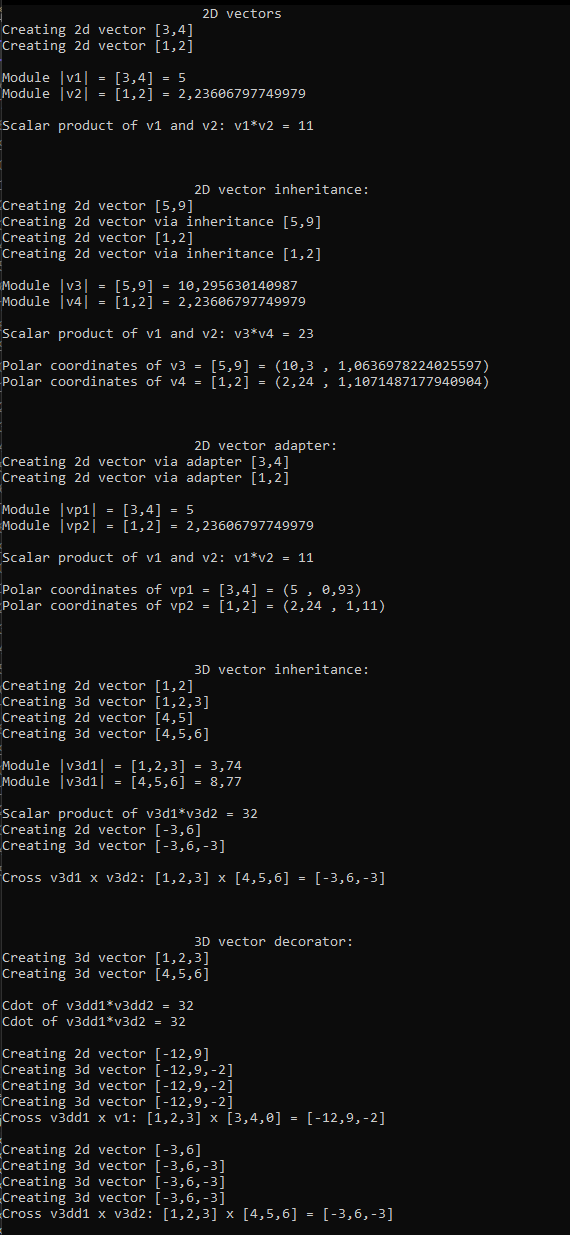 2D vectors
Creating 2d vector [3,4]
Creating 2d vector [1,2]
Module |v1| = [3,4] = 5
Module |v2| = [1,2] = 2,23606797749979
Scalar product of v1 and v2: v1*v2 = 11
2D vector inheritance:
Creating 2d vector [5,9]
Creating 2d vector via inheritance [5,9]
Creating 2d vector [1,2]
Creating 2d vector via inheritance [1,2]
Module |v3| = [5,9] = 10,295630140987
Module |v4| = [1,2] = 2,23606797749979
Scalar product of v1 and v2: v3*v4 = 23
Polar coordinates of v3 = [5,9] = (10,3 , 1,0636978224025597)
Polar coordinates of v4 = [1,2] = (2,24 , 1,1071487177940904)
2D vector adapter:
Creating 2d vector via adapter [3,4]
Creating 2d vector via adapter [1,2]
Module |vp1| = [3,4] = 5
Module |vp2| = [1,2] = 2,23606797749979
Scalar product of v1 and v2: v1*v2 = 11
Polar coordinates of vp1 = [3,4] = (5 , 0,93)
Polar coordinates of vp2 = [1,2] = (2,24 , 1,11)
3D vector inheritance:
Creating 2d vector [1,2]
Creating 3d vector [1,2,3]
Creating 2d vector [4,5]
Creating 3d vector [4,5,6]
Module |v3d1| = [1,2,3] = 3,74
Module |v3d1| = [4,5,6] = 8,77
Scalar product of v3d1*v3d2 = 32
Creating 2d vector [-3,6]
Creating 3d vector [-3,6,-3]
Cross v3d1 x v3d2: [1,2,3] x [4,5,6] = [-3,6,-3]
3D vector decorator:
Creating 3d vector [1,2,3]
Creating 3d vector [4,5,6]
Cdot of v3dd1*v3dd2 = 32
Cdot of v3dd1*v3d2 = 32
Creating 2d vector [-12,9]
Creating 3d vector [-12,9,-2]
Creating 3d vector [-12,9,-2]
Creating 3d vector [-12,9,-2]
Cross v3dd1 x v1: [1,2,3] x [3,4,0] = [-12,9,-2]
Creating 2d vector [-3,6]
Creating 3d vector [-3,6,-3]
Creating 3d vector [-3,6,-3]
Creating 3d vector [-3,6,-3]
Cross v3dd1 x v3d2: [1,2,3] x [4,5,6] = [-3,6,-3]